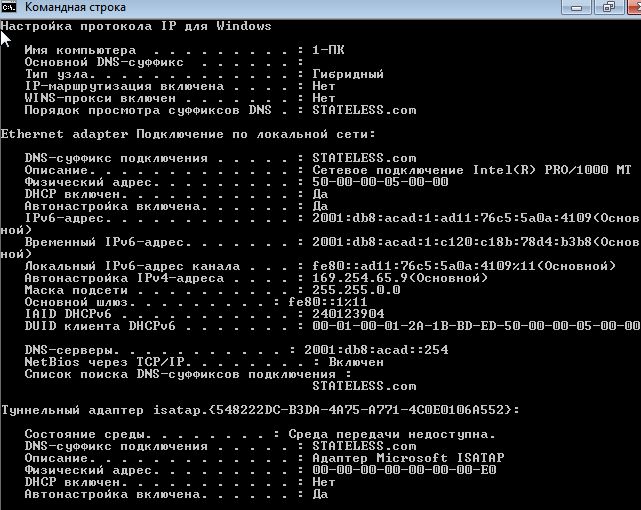 Командная строка
Настройка протокола IP для Windows
Имя компьютера . . . . . . . . . : 1-ПК
Основной DNS-суффикс . . . . . . :
Тип узла. . . . . . . . . . . . . : Гибридный
IP-маршрутизация включена . . . . : Нет
WINS-прокси включен . . . . . . . : Нет
Порядок просмотра суффиксов DNS . : STATELESS.com
Ethernet adapter Подключение по локальной сети:
DNS-суффикс подключения . . . . . : STATELESS.com
Описание. . . . . . . . . . . . . : Сетевое подключение Intel(R) PRO/1000 MT
Физический адрес. . . . . . . . . : 50-00-00-05-00-00
DHCP включен. . . . . . . . . . . : Да
Автонастройка включена. . . . . . : Да
IPv6-адрес. . . . . . . . . . . . : 2001:db8:acad:1:ad11:76c5:5a0a:4109(Основ
ной)
Временный IPv6-адрес. . . . . . . : 2001:db8:acad:1:c120:c18b:78d4:b3b8(Основ
ной)
Локальный IPv6-адрес канала . . . : fe80::ad11:76c5:5a0a:4109%11(Основной)
Автонастройка IPv4-адреса . . . . : 169.254.65.9(Основной)
Маска подсети . . . . . . . . . . : 255.255.0.0
Основной шлюз. . . . . . . . . : fe80::1%11
IAID DHCPv6 . . . . . . . . . . . : 240123904
DUID клиента DHCPv6 . . . . . . . : 00-01-00-01-2A-1B-BD-ED-50-00-00-05-00-00
DNS-серверы. . . . . . . . . . . : 2001:db8:acad::254
NetBios через TCP/IP. . . . . . . . : Включен
Список поиска DNS-суффиксов подключения :
STATELESS.com
Туннельный адаптер isatap.{548222DC-B3DA-4A75-A771-4C0E0106A552}:
Состояние среды. . . . . . . . : Среда передачи недоступна.
DNS-суффикс подключения . . . . . : STATELESS.com
Описание. . . . . . . . . . . . . : Адаптер Microsoft ISATAP
Физический адрес. . . . . . . . . : 00-00-00-00-00-00-00-E0
DHCP включен. . . . . . . . . . . : Нет
Автонастройка включена. . . . . . : Да